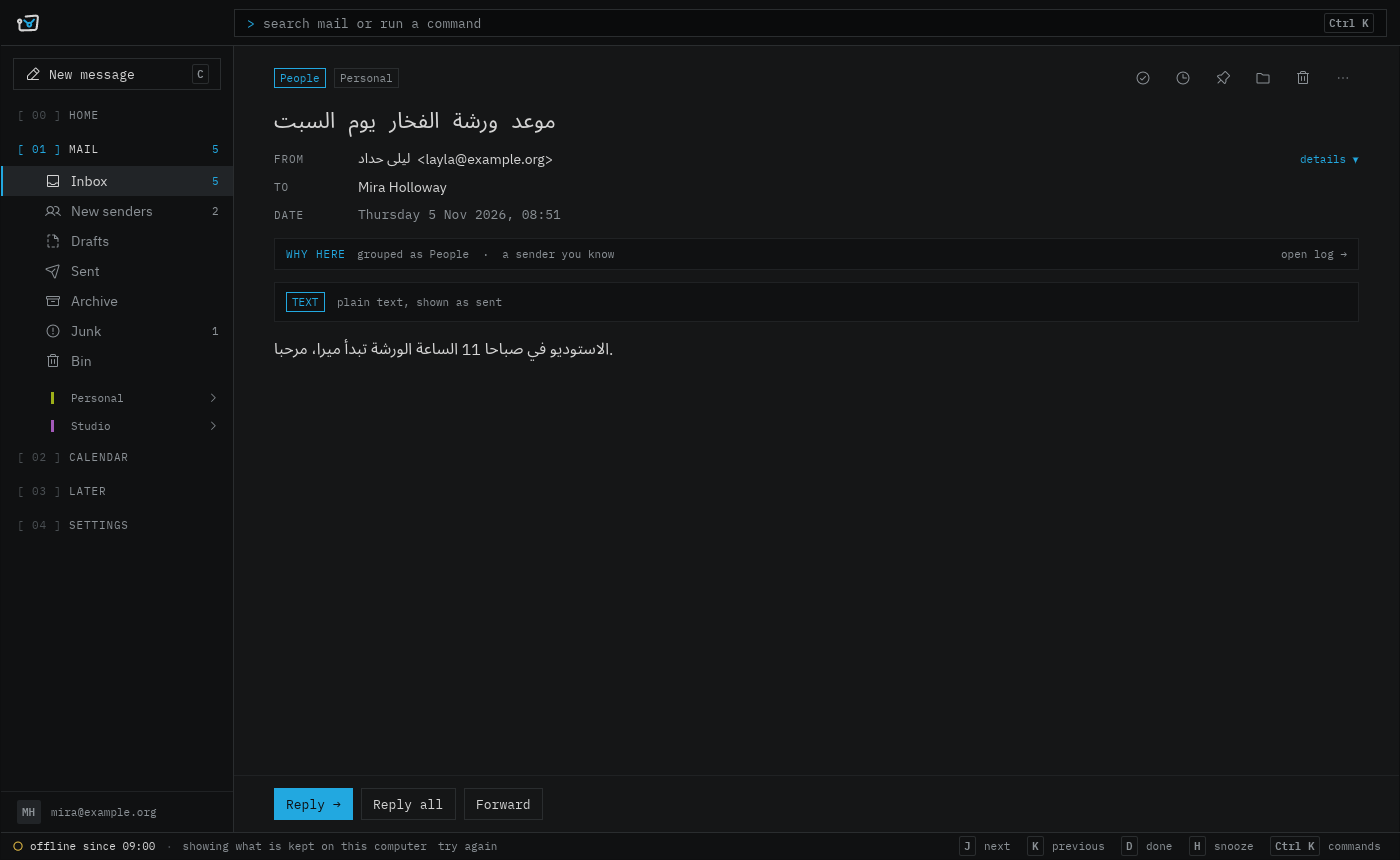 > search mail or run a command
Ctrl K
New message
C
[ 00 ] HOME
[ 01 ] MAIL 5
Inbox 5
New senders 2
Drafts
Sent
Archive
Junk 1
Bin
Personal
Studio
[ 02 ] CALENDAR
[ 03 ] LATER
[ 04 ] SETTINGS
MH mira@example.org
People Personal
موعد ورشة الفخار يوم السبت
FROM ليلى حداد <layla@example.org> details ▾
TO Mira Holloway
DATE Thursday 5 Nov 2026, 08:51
WHY HERE grouped as People · a sender you know open log →
TEXT plain text, shown as sent
مرحبا ميرا، تبدأ الورشة الساعة 11 صباحا في الاستوديو.
Reply → Reply all Forward
offline since 09:00 · showing what is kept on this computer try again
J next K previous D done H snooze Ctrl K commands